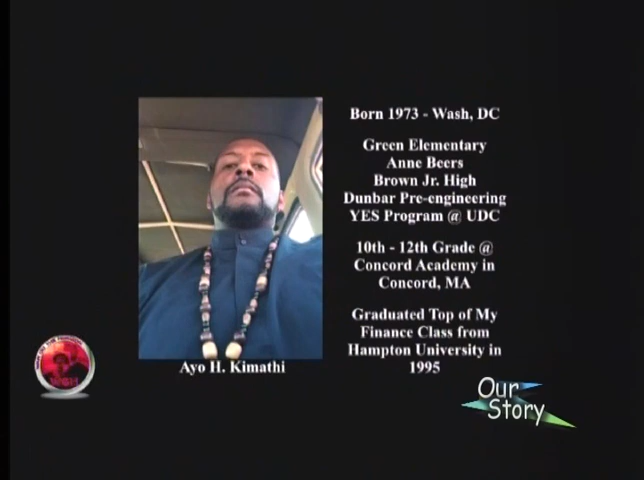 Born 1973 - Wash, DC
Green Elementary
Anne Beers
Brown Jr. High
Dunbar Pre-engineering
YES Program @ UDC
10th - 12th Grade @
Concord Academy in
Concord, MA
Graduated Top of My
Finance Class from
Hampton University in
1995
Ayo H. Kimathi
Our
Story